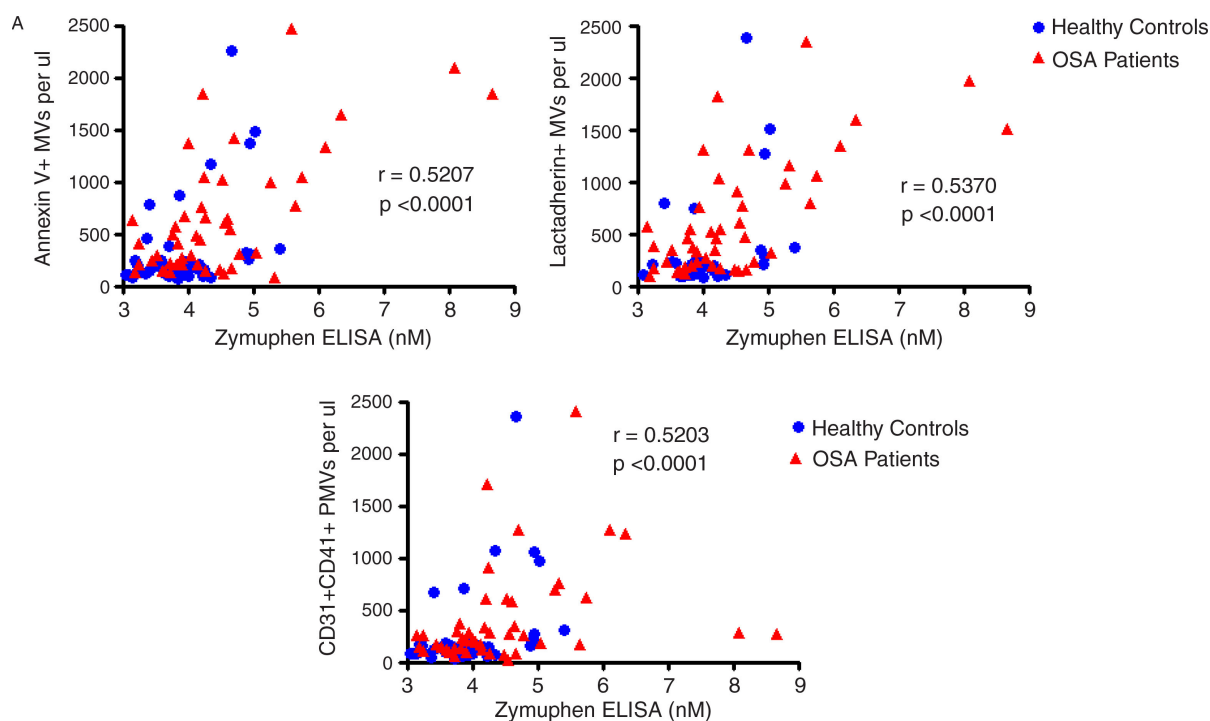 A
Annexin V+ MVs per ul
2500
2000
1500
1000
500
0
r = 0.5207
p <0.0001
3 4 5 6 7 8 9
Zymuphen ELISA (nM)
Lactadherin+ MVs per ul
2500
2000
1500
1000
500
0
r = 0.5370
p <0.0001
3 4 5 6 7 8 9
Zymuphen ELISA (nM)
Healthy Controls
OSA Patients
CD31+CD41+ PMVs per ul
2500
2000
1500
1000
500
0
r = 0.5203
p <0.0001
3 4 5 6 7 8 9
Zymuphen ELISA (nM)
Healthy Controls
OSA Patients